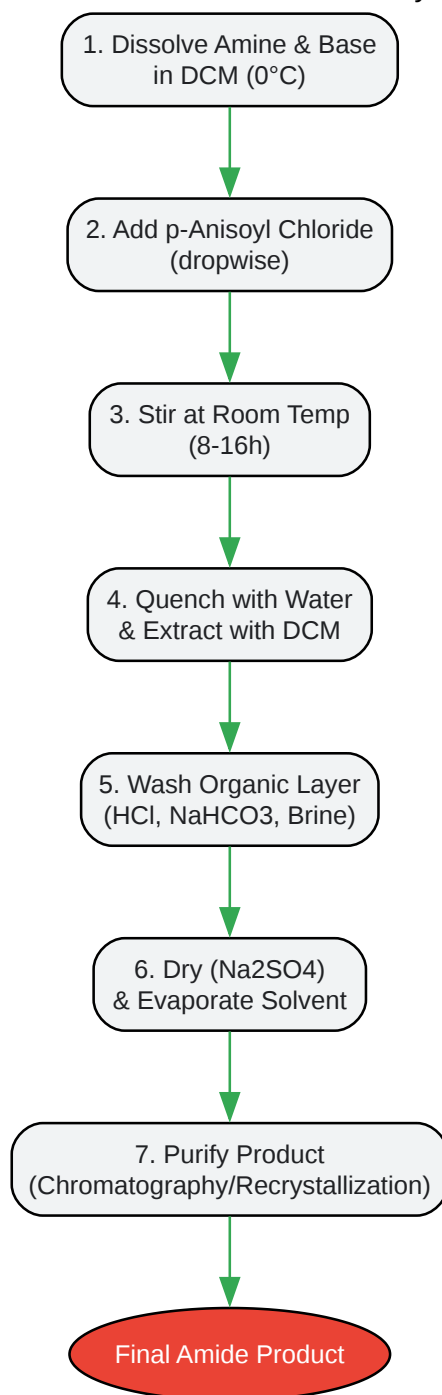 1. Dissolve Amine & Base
in DCM (0°C)
2. Add p-Anisoyl Chloride
(dropwise)
3. Stir at Room Temp
(8-16h)
4. Quench with Water
& Extract with DCM
5. Wash Organic Layer
(HCl, NaHCO3, Brine)
6. Dry (Na2SO4)
& Evaporate Solvent
7. Purify Product
(Chromatography/Recrystallization)
Final Amide Product